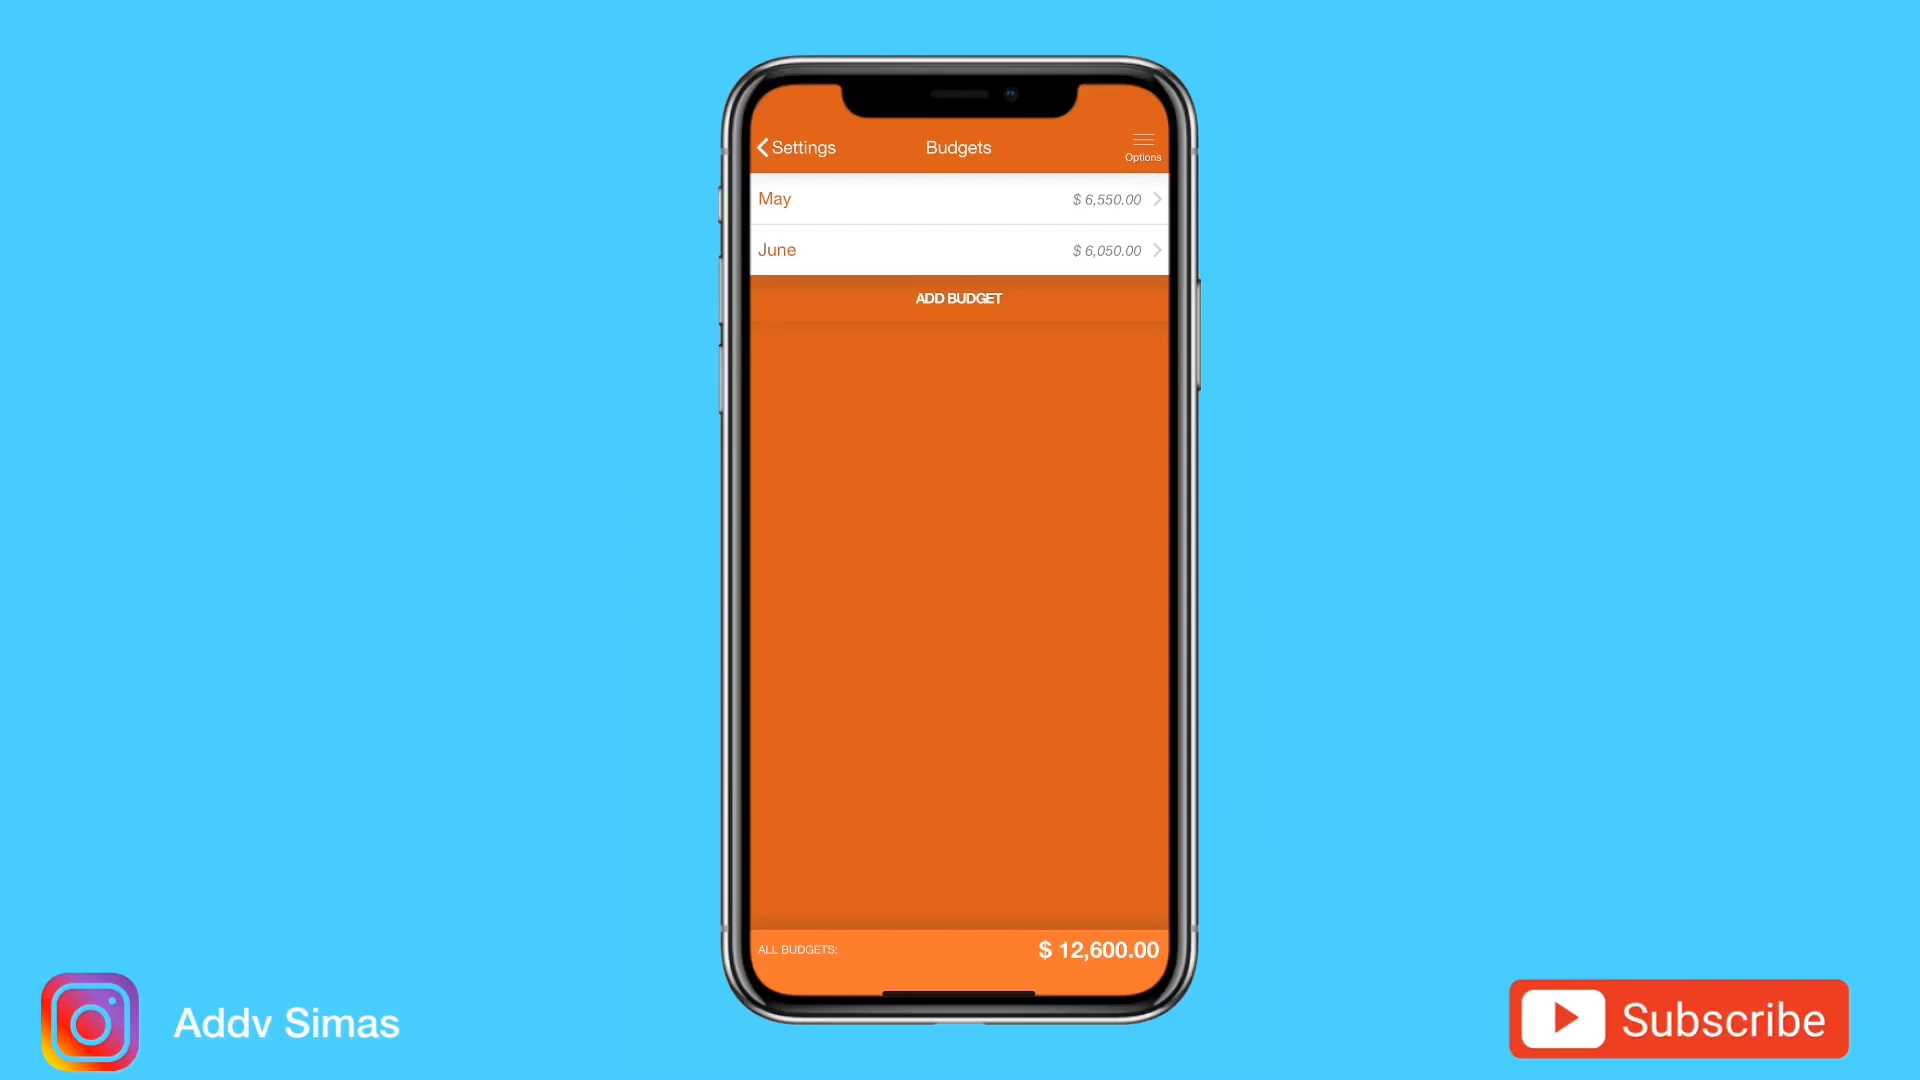 Settings
Budgets
Options
May
$ 6,550.00
June
$ 6,050.00
ADD BUDGET
ALL BUDGETS:
$ 12,600.00
Addv Simas
Subscribe